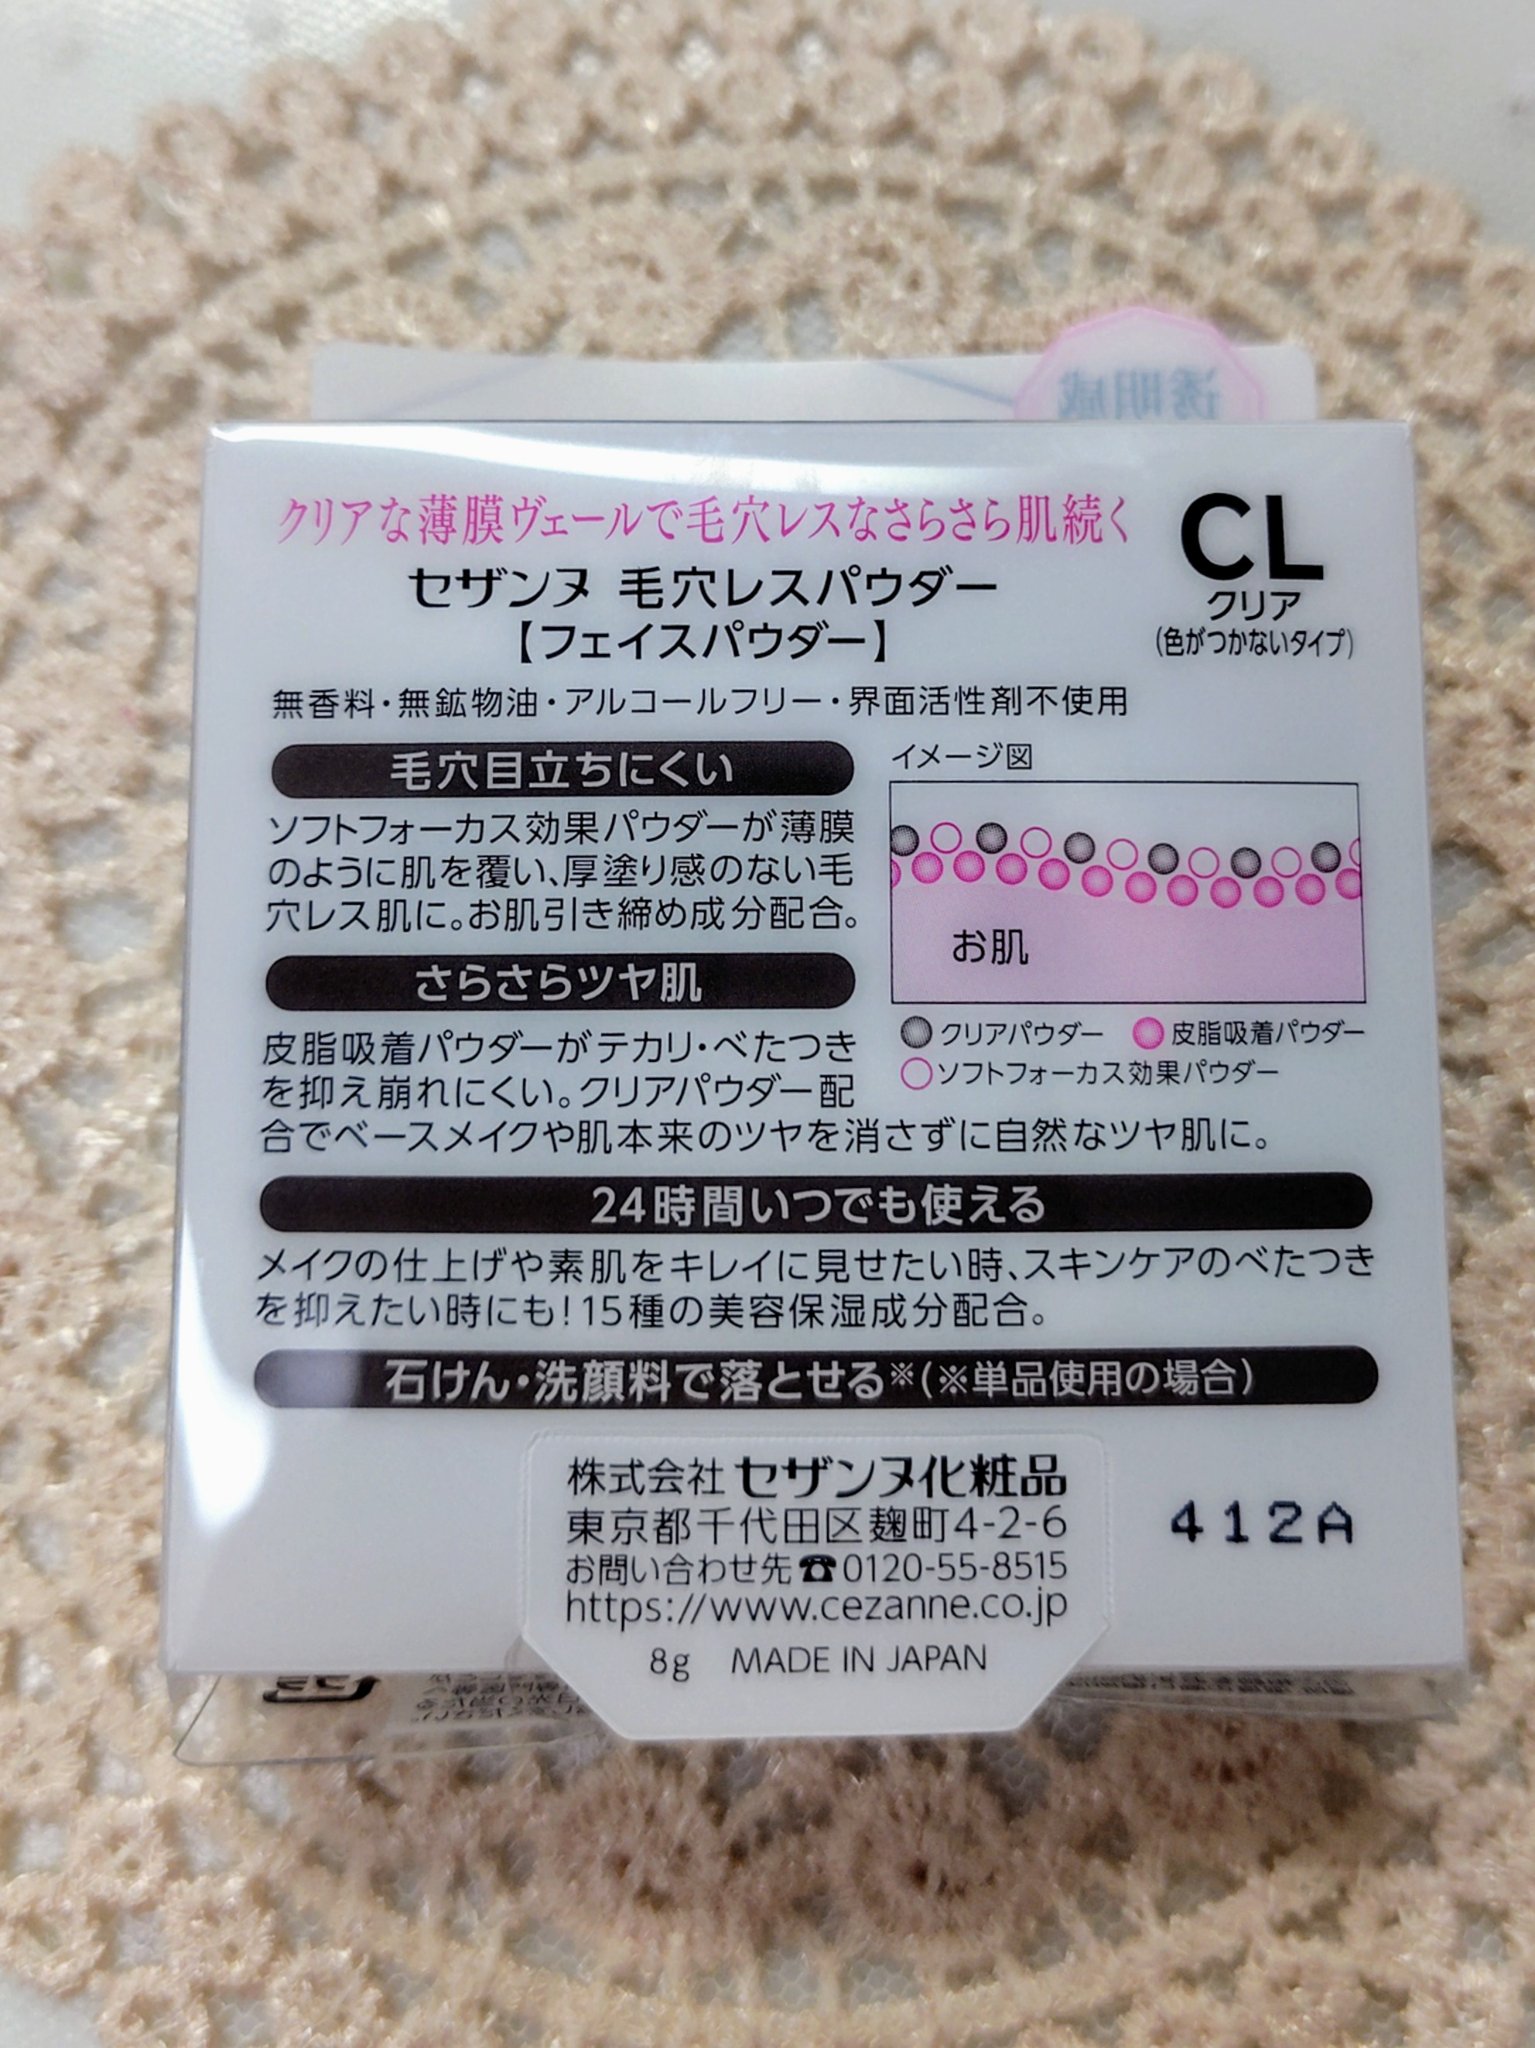 透明感
クリアな薄膜ヴェールで毛穴レスなさらさら肌続く
セザンヌ 毛穴レスパウダー
【フェイスパウダー】
CL
クリア
(色がつかないタイプ)
無香料・無鉱物油・アルコールフリー・界面活性剤不使用
毛穴目立ちにくい
ソフトフォーカス効果パウダーが薄膜
のように肌を覆い、厚塗り感のない毛
穴レス肌に。お肌引き締め成分配合。
イメージ図
お肌
クリアパウダー 皮脂吸着パウダー
ソフトフォーカス効果パウダー
さらさらツヤ肌
皮脂吸着パウダーがテカリ・べたつき
を抑え崩れにくい。クリアパウダー配
合でベースメイクや肌本来のツヤを消さずに自然なツヤ肌に。
24時間いつでも使える
メイクの仕上げや素肌をキレイに見せたい時、スキンケアのべたつき
を抑えたい時にも!15種の美容保湿成分配合。
石けん・洗顔料で落とせる※(※単品使用の場合)
株式会社 セザンヌ化粧品
東京都千代田区麹町4-2-6
お問い合わせ先☎0120-55-8515
https://www.cezanne.co.jp
8g MADE IN JAPAN
412A